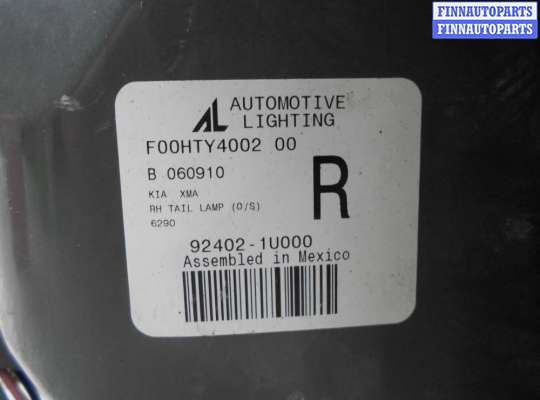 FINNAUTOPARTS
FINNAUTOPARTS
AL AUTOMOTIVE
LIGHTING
F00HTY4002 00
B 060910
KIA XMA
RH TAIL LAMP (O/S)
6290
R
92402-1U000
Assembled in Mexico